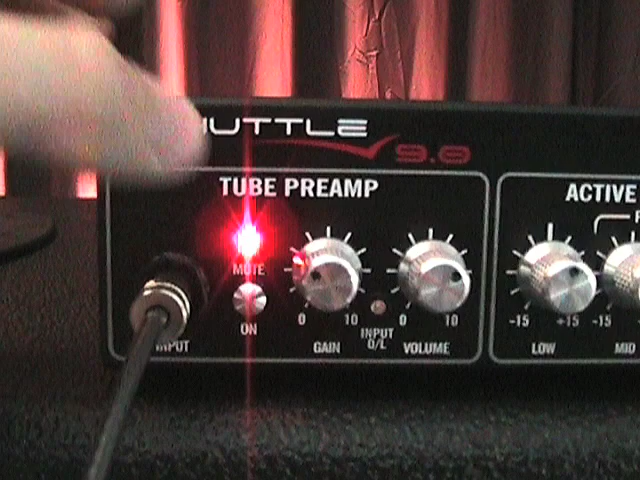 UTTLE
9.0
TUBE PREAMP
ACTIVE
MUTE
ON
INPUT
0 10
GAIN
INPUT
O/L
0 10
VOLUME
-15 +15
LOW
-15
MID